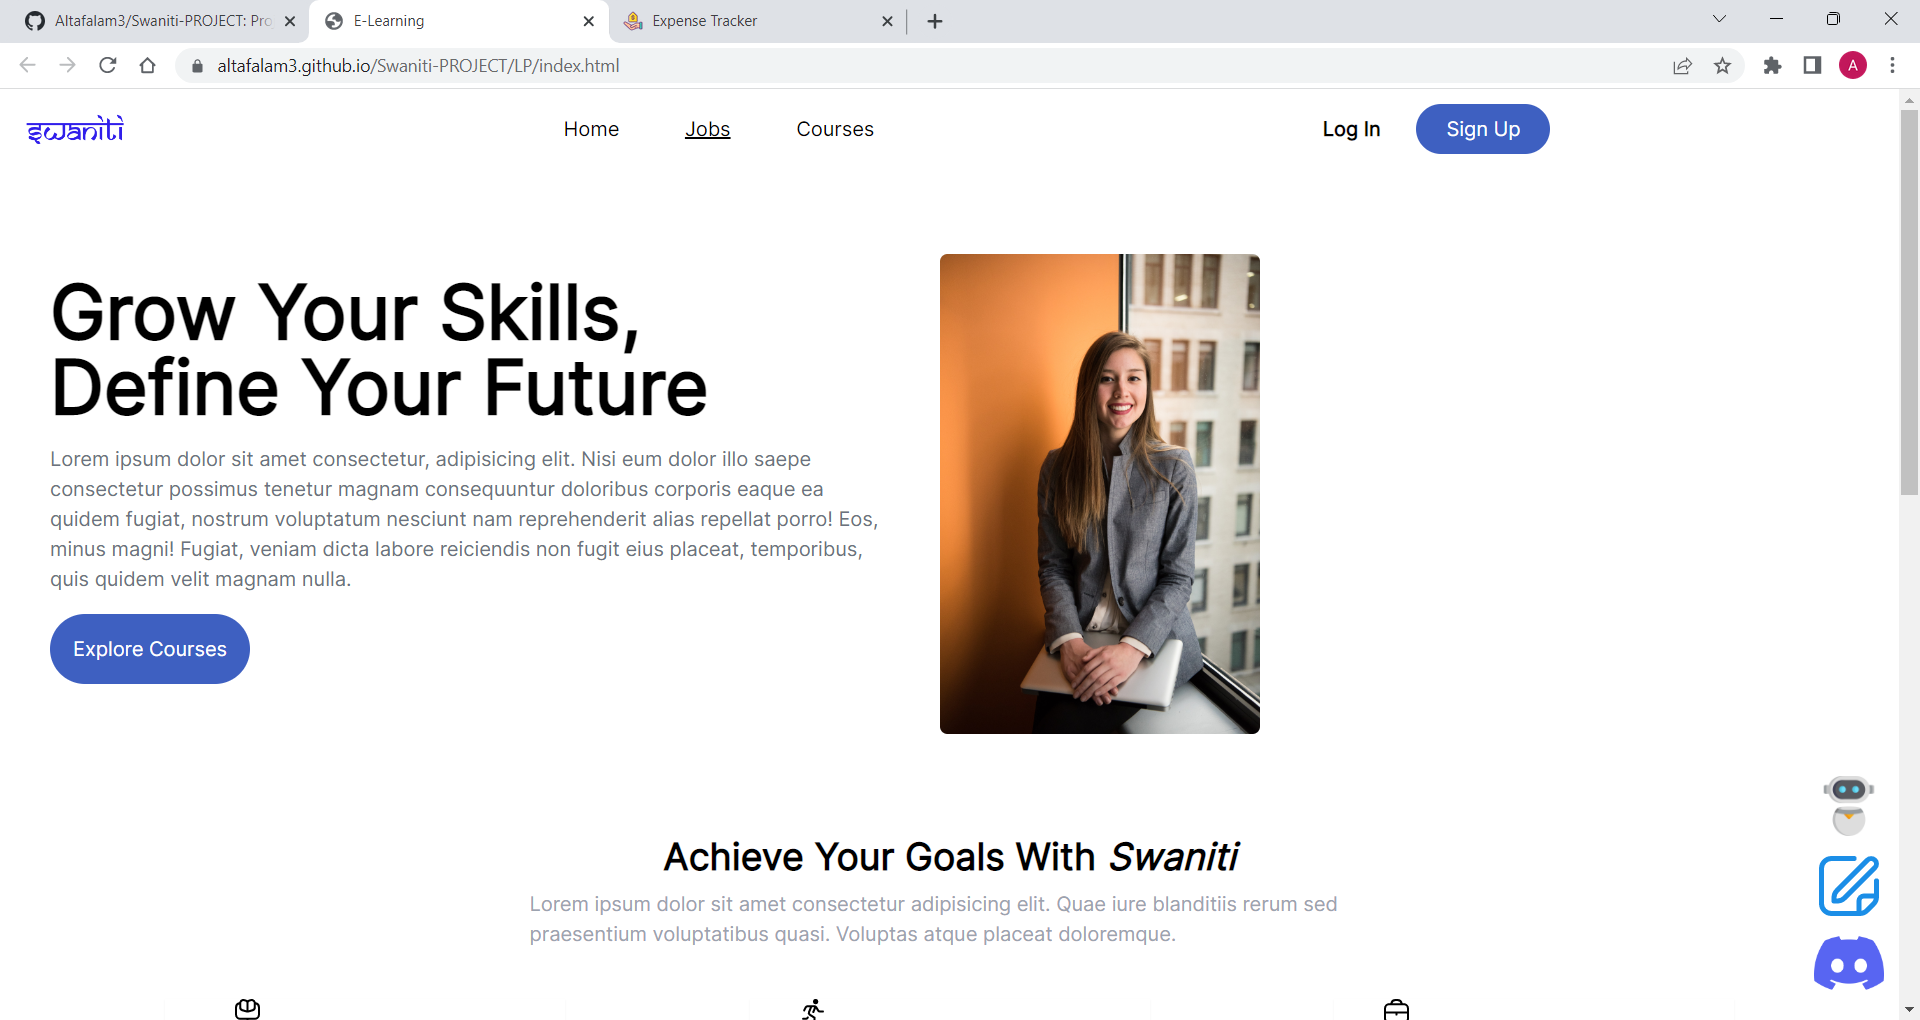 Altafalam3/Swaniti-PROJECT: Pro
E-Learning
Expense Tracker
altafalam3.github.io/Swaniti-PROJECT/LP/index.html
A
swaniti
Home
Jobs
Courses
Log In
Sign Up
Grow Your Skills,
Define Your Future
Lorem ipsum dolor sit amet consectetur, adipisicing elit. Nisi eum dolor illo saepe
consectetur possimus tenetur magnam consequuntur doloribus corporis eaque ea
quidem fugiat, nostrum voluptatum nesciunt nam reprehenderit alias repellat porro! Eos,
minus magni! Fugiat, veniam dicta labore reiciendis non fugit eius placeat, temporibus,
quis quidem velit magnam nulla.
Explore Courses
Achieve Your Goals With Swaniti
Lorem ipsum dolor sit amet consectetur adipisicing elit. Quae iure blanditiis rerum sed
praesentium voluptatibus quasi. Voluptas atque placeat doloremque.